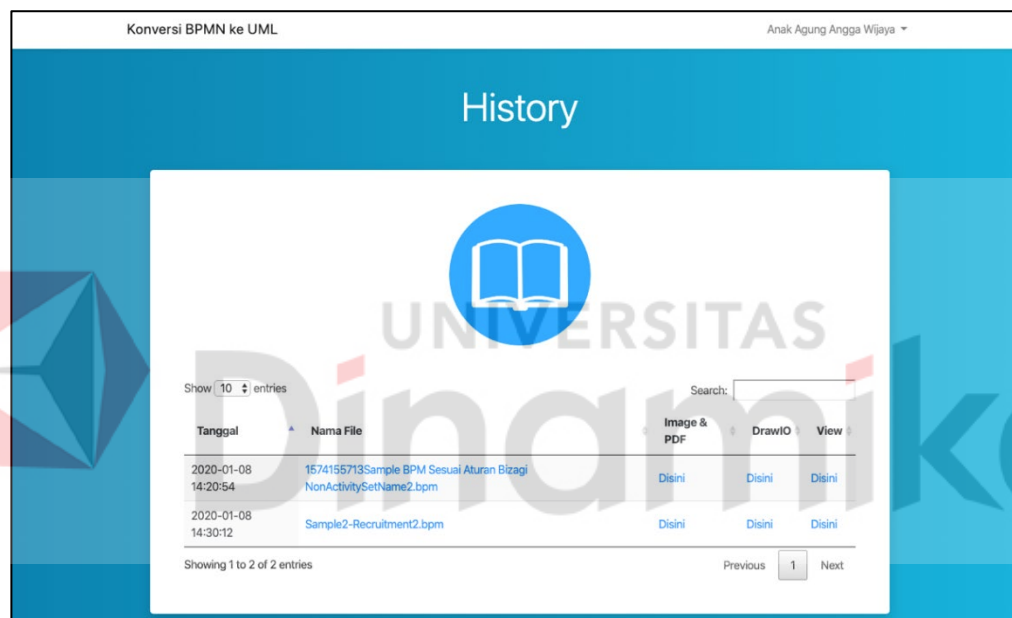 Konversi BPMN ke UML Anak Agung Angga Wijaya
History
UNIVERSITAS
Dinamika
Show 10 entries Search:
Tanggal Nama File Image & PDF DrawIO View
2020-01-08 14:20:54 1574155713Sample BPM Sesuai Aturan Bizagi NonActivitySetName2.bpm Disini Disini Disini
2020-01-08 14:30:12 Sample2-Recruitment2.bpm Disini Disini Disini
Showing 1 to 2 of 2 entries Previous 1 Next